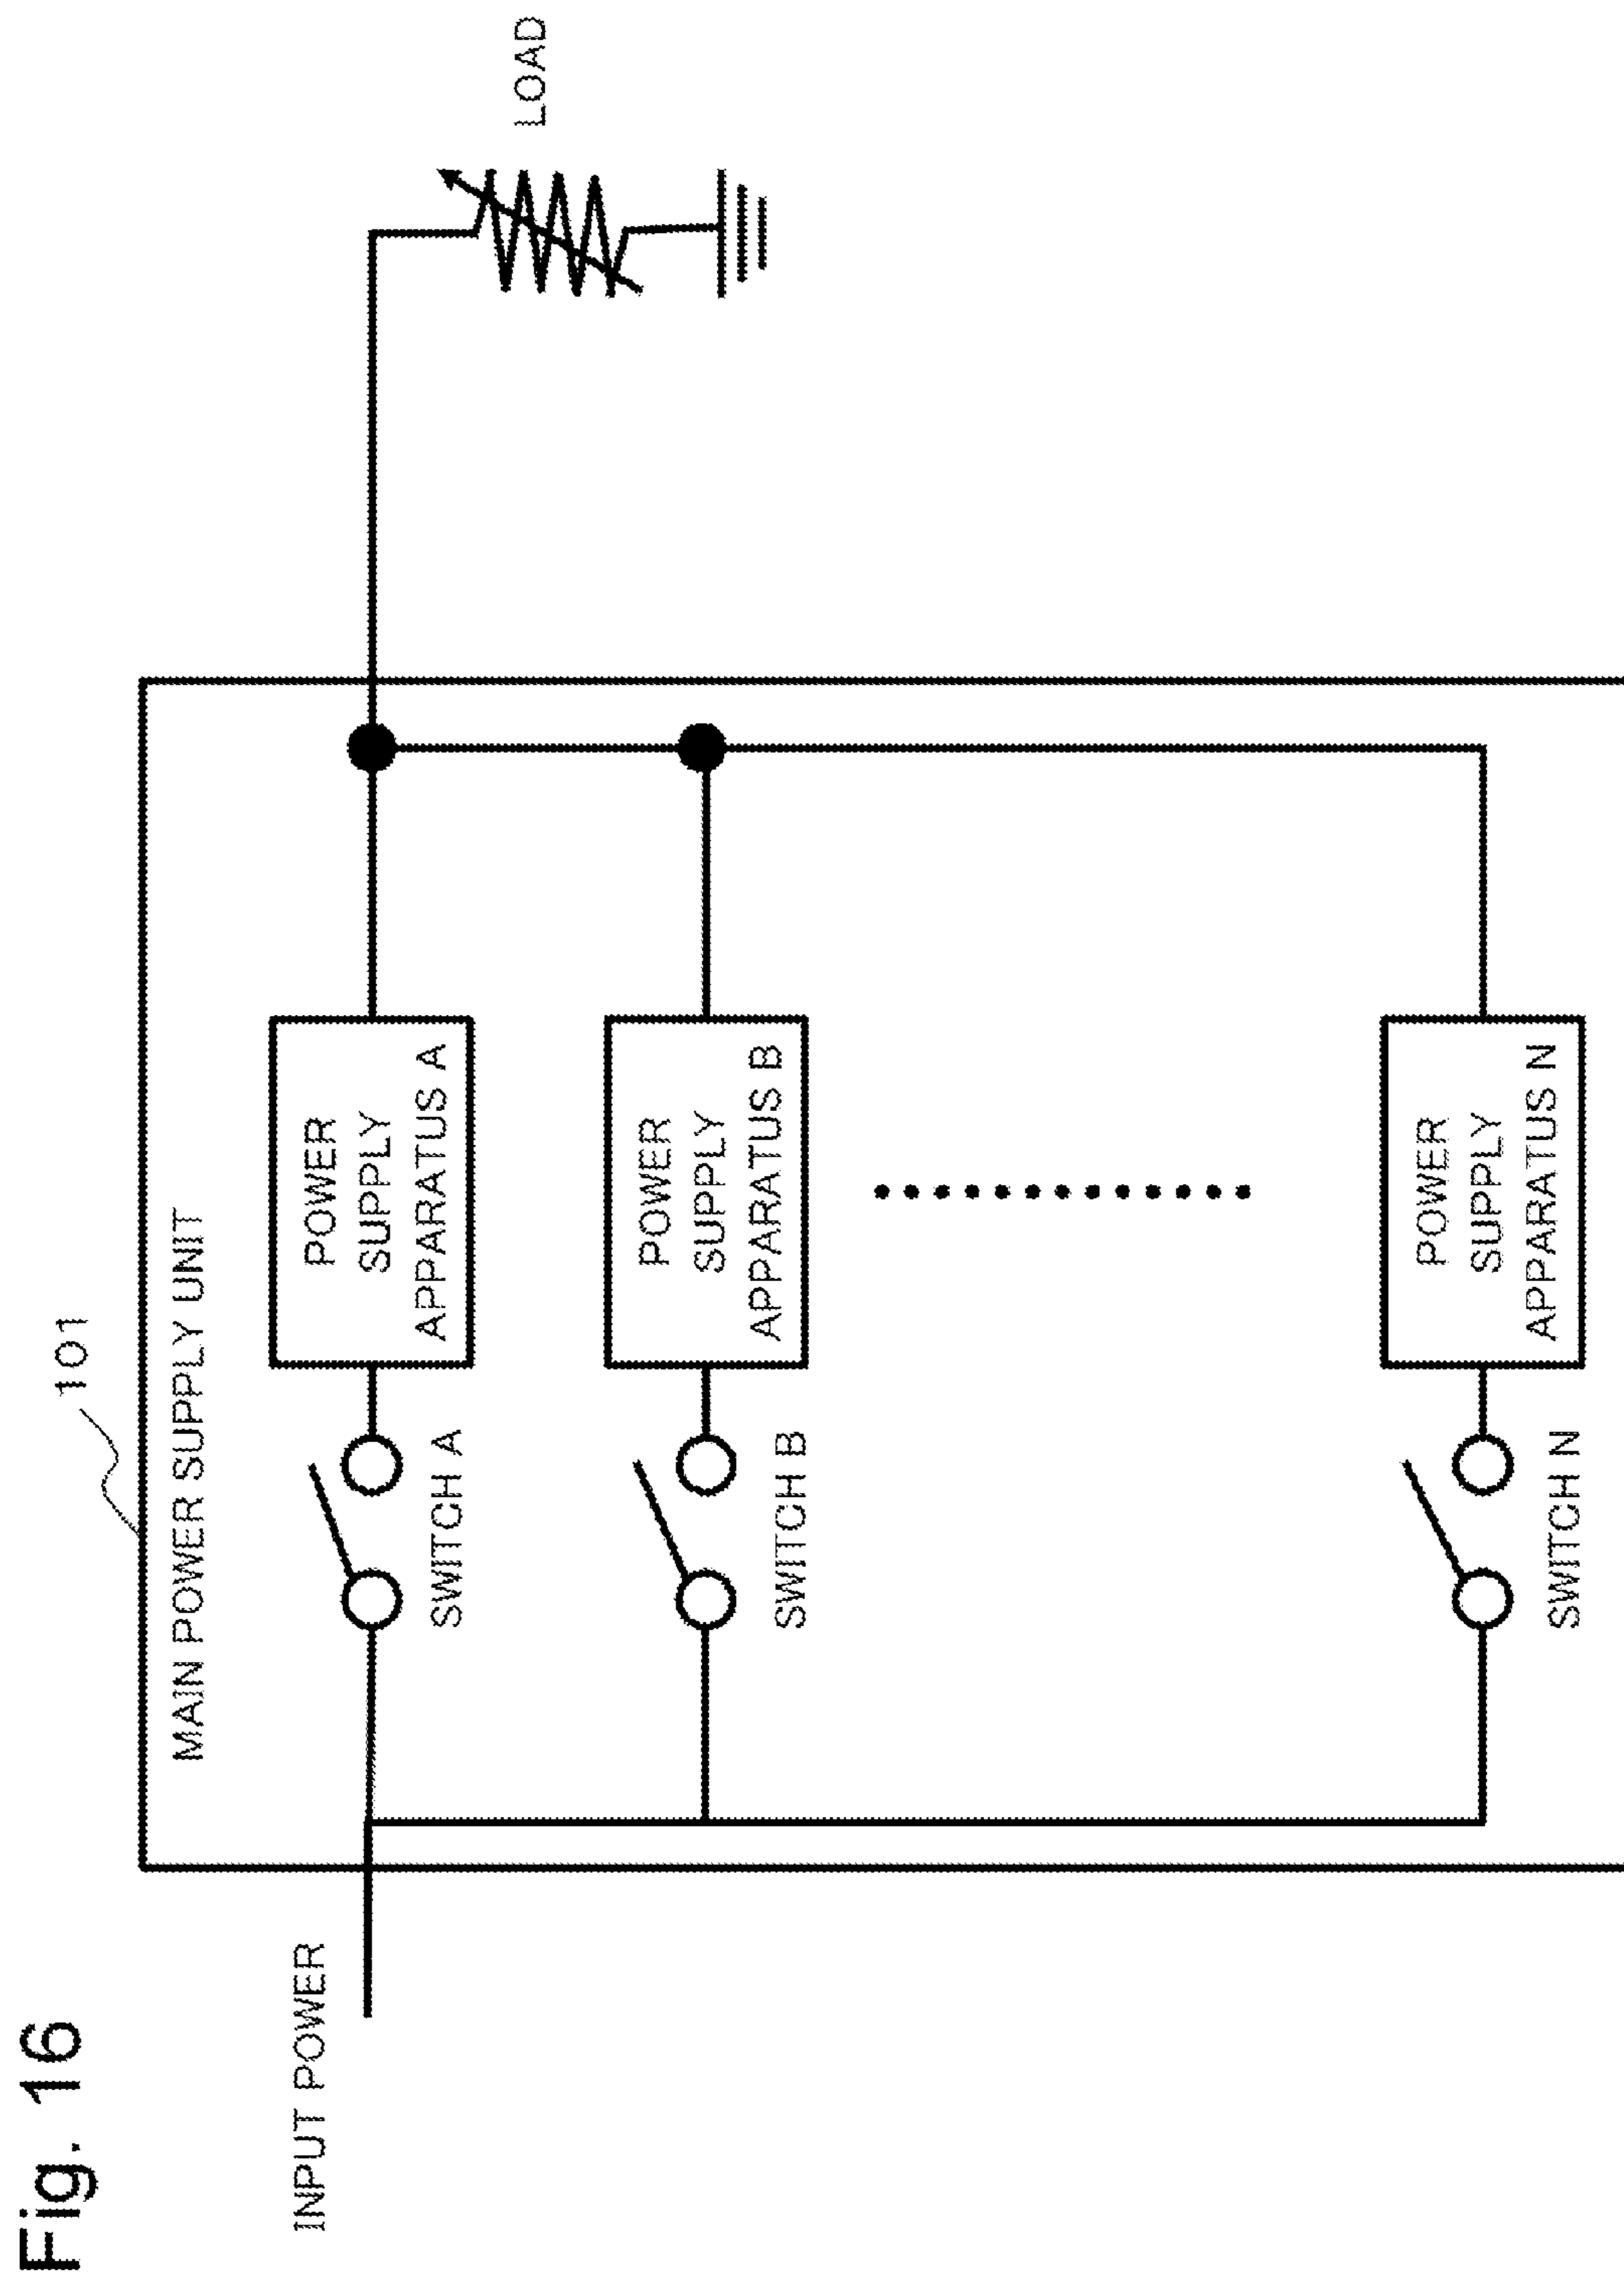 Fig. 16
101
MAIN POWER SUPPLY UNIT
INPUT POWER
LOAD
POWER
SUPPLY
APPARATUS A
SWITCH A
POWER
SUPPLY
APPARATUS B
SWITCH B
POWER
SUPPLY
APPARATUS N
SWITCH N